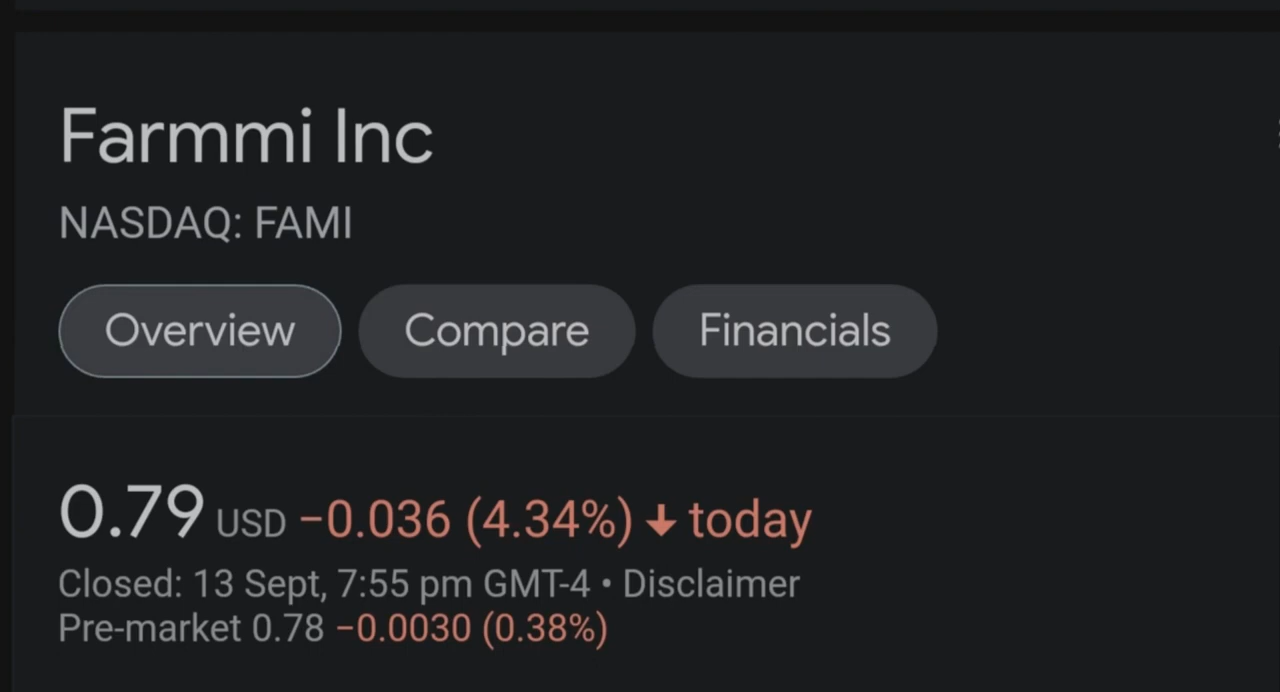 Farmmi Inc
NASDAQ: FAMI
Overview Compare Financials
0.79 USD −0.036 (4.34%) ↓ today
Closed: 13 Sept, 7:55 pm GMT-4 • Disclaimer
Pre-market 0.78 −0.0030 (0.38%)